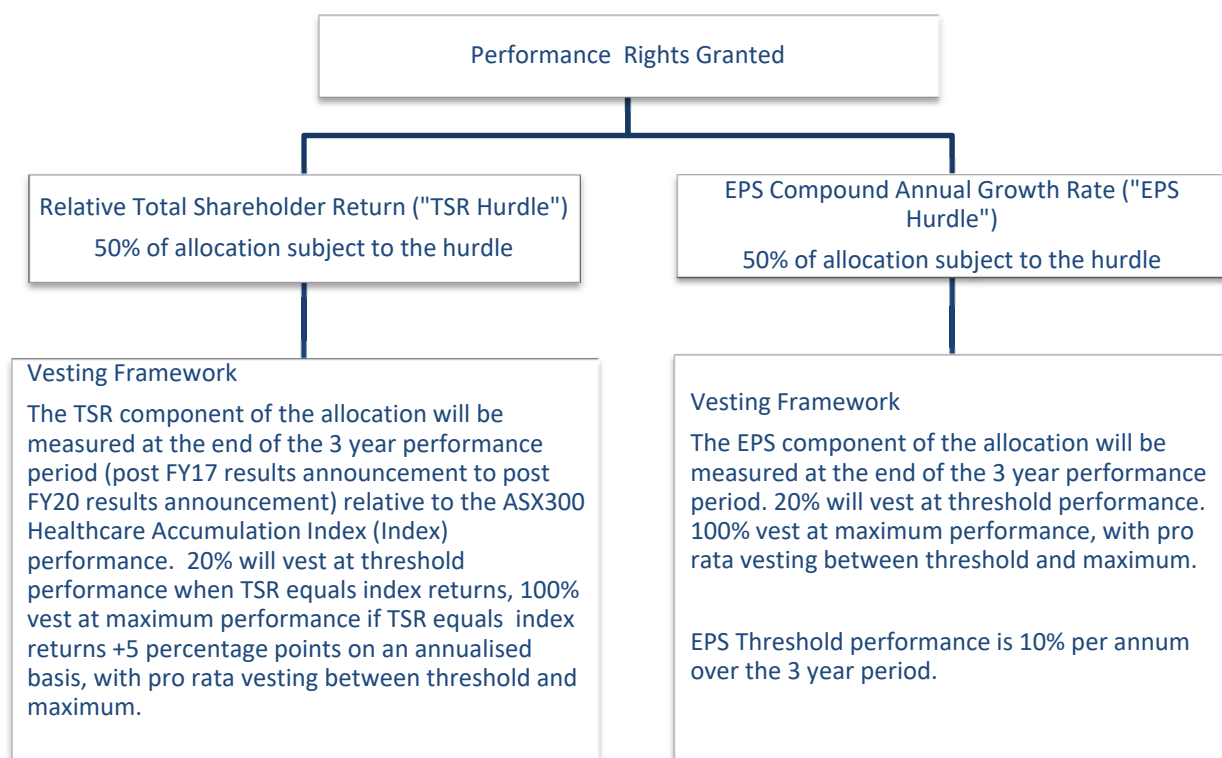 Performance Rights Granted
Relative Total Shareholder Return ("TSR Hurdle")
50% of allocation subject to the hurdle
EPS Compound Annual Growth Rate ("EPS
Hurdle")
50% of allocation subject to the hurdle
Vesting Framework
The TSR component of the allocation will be
measured at the end of the 3 year performance
period (post FY17 results announcement to post
FY20 results announcement) relative to the ASX300
Healthcare Accumulation Index (Index)
performance. 20% will vest at threshold
performance when TSR equals index returns, 100%
vest at maximum performance if TSR equals index
returns +5 percentage points on an annualised
basis, with pro rata vesting between threshold and
maximum.
Vesting Framework
The EPS component of the allocation will be
measured at the end of the 3 year performance
period. 20% will vest at threshold performance.
100% vest at maximum performance, with pro
rata vesting between threshold and maximum.
EPS Threshold performance is 10% per annum
over the 3 year period.